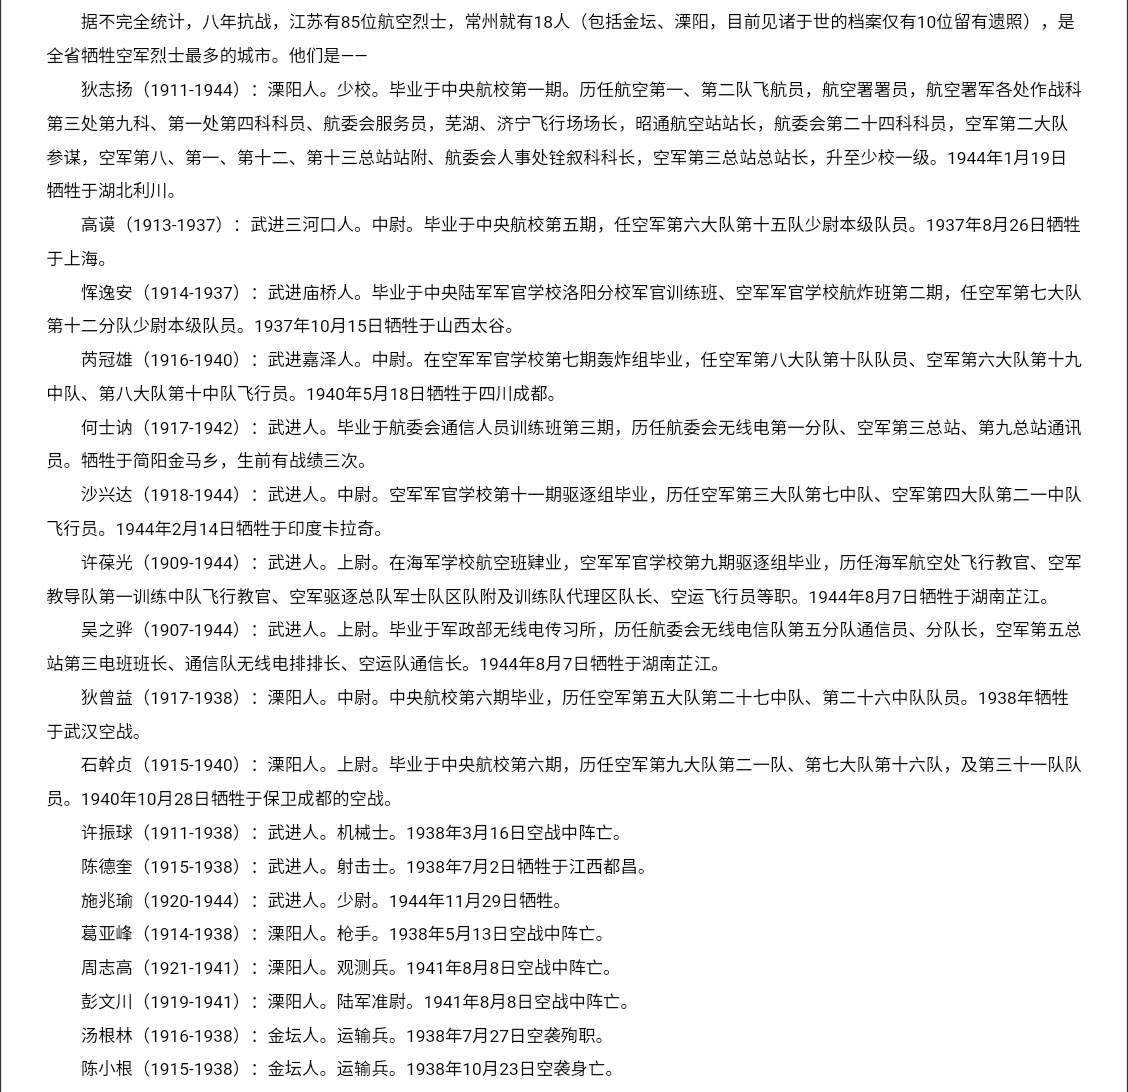 据不完全统计，八年抗战，江苏有85位航空烈士，常州就有18人（包括金坛、溧阳，目前见诸于世的档案仅有10位留有遗照），是
全省牺牲空军烈士最多的城市。他们是——
狄志扬（1911-1944）：溧阳人。少校。毕业于中央航校第一期。历任航空第一、第二队飞航员，航空署署员，航空署军各处作战科
第三处第九科、第一处第四科科员、航委会服务员，芜湖、济宁飞行场场长，昭通航空站站长，航委会第二十四科科员，空军第二大队
参谋，空军第八、第一、第十二、第十三总站站附、航委会人事处铨叙科科长，空军第三总站总站长，升至少校一级。1944年1月19日
牺牲于湖北利川。
高谟（1913-1937）：武进三河口人。中尉。毕业于中央航校第五期，任空军第六大队第十五队少尉本级队员。1937年8月26日牺牲
于上海。
恽逸安（1914-1937）：武进庙桥人。毕业于中央陆军军官学校洛阳分校军官训练班、空军军官学校航炸班第二期，任空军第七大队
第十二分队少尉本级队员。1937年10月15日牺牲于山西太谷。
芮冠雄（1916-1940）：武进嘉泽人。中尉。在空军军官学校第七期轰炸组毕业，任空军第八大队第十队队员、空军第六大队第十九
中队、第八大队第十中队飞行员。1940年5月18日牺牲于四川成都。
何士讷（1917-1942）：武进人。毕业于航委会通信人员训练班第三期，历任航委会无线电第一分队、空军第三总站、第九总站通讯
员。牺牲于简阳金马乡，生前有战绩三次。
沙兴达（1918-1944）：武进人。中尉。空军军官学校第十一期驱逐组毕业，历任空军第三大队第七中队、空军第四大队第二一中队
飞行员。1944年2月14日牺牲于印度卡拉奇。
许葆光（1909-1944）：武进人。上尉。在海军学校航空班肄业，空军军官学校第九期驱逐组毕业，历任海军航空处飞行教官、空军
教导队第一训练中队飞行教官、空军驱逐总队军士队区队附及训练队代理区队长、空运飞行员等职。1944年8月7日牺牲于湖南芷江。
吴之骅（1907-1944）：武进人。上尉。毕业于军政部无线电传习所，历任航委会无线电信队第五分队通信员、分队长，空军第五总
站第三电班班长、通信队无线电排排长、空运队通信长。1944年8月7日牺牲于湖南芷江。
狄曾益（1917-1938）：溧阳人。中尉。中央航校第六期毕业，历任空军第五大队第二十七中队、第二十六中队队员。1938年牺牲
于武汉空战。
石幹贞（1915-1940）：溧阳人。上尉。毕业于中央航校第六期，历任空军第九大队第二一队、第七大队第十六队，及第三十一队队
员。1940年10月28日牺牲于保卫成都的空战。
许振球（1911-1938）：武进人。机械士。1938年3月16日空战中阵亡。
陈德奎（1915-1938）：武进人。射击士。1938年7月2日牺牲于江西都昌。
施兆瑜（1920-1944）：武进人。少尉。1944年11月29日牺牲。
葛亚峰（1914-1938）：溧阳人。枪手。1938年5月13日空战中阵亡。
周志高（1921-1941）：溧阳人。观测兵。1941年8月8日空战中阵亡。
彭文川（1919-1941）：溧阳人。陆军准尉。1941年8月8日空战中阵亡。
汤根林（1916-1938）：金坛人。运输兵。1938年7月27日空袭殉职。
陈小根（1915-1938）：金坛人。运输兵。1938年10月23日空袭身亡。